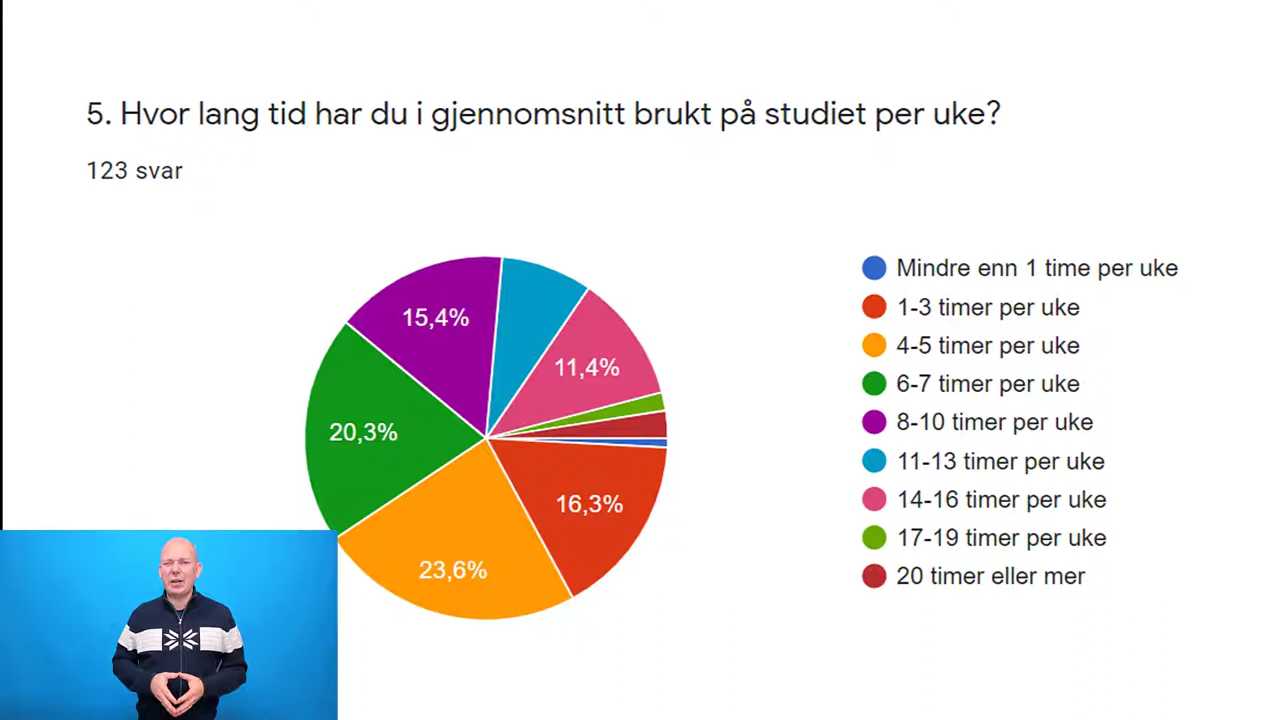 5. Hvor lang tid har du i gjennomsnitt brukt på studiet per uke?
123 svar
15,4%
11,4%
20,3%
16,3%
23,6%
Mindre enn 1 time per uke
1-3 timer per uke
4-5 timer per uke
6-7 timer per uke
8-10 timer per uke
11-13 timer per uke
14-16 timer per uke
17-19 timer per uke
20 timer eller mer